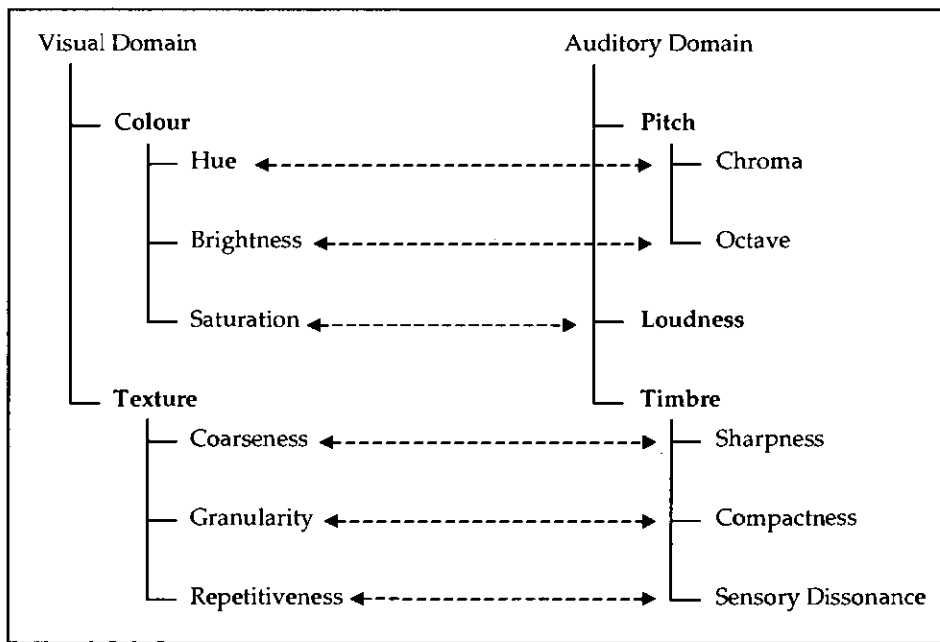 Visual Domain
Auditory Domain
Colour
Pitch
Hue
Chroma
Brightness
Octave
Saturation
Loudness
Texture
Timbre
Coarseness
Sharpness
Granularity
Compactness
Repetitiveness
Sensory Dissonance